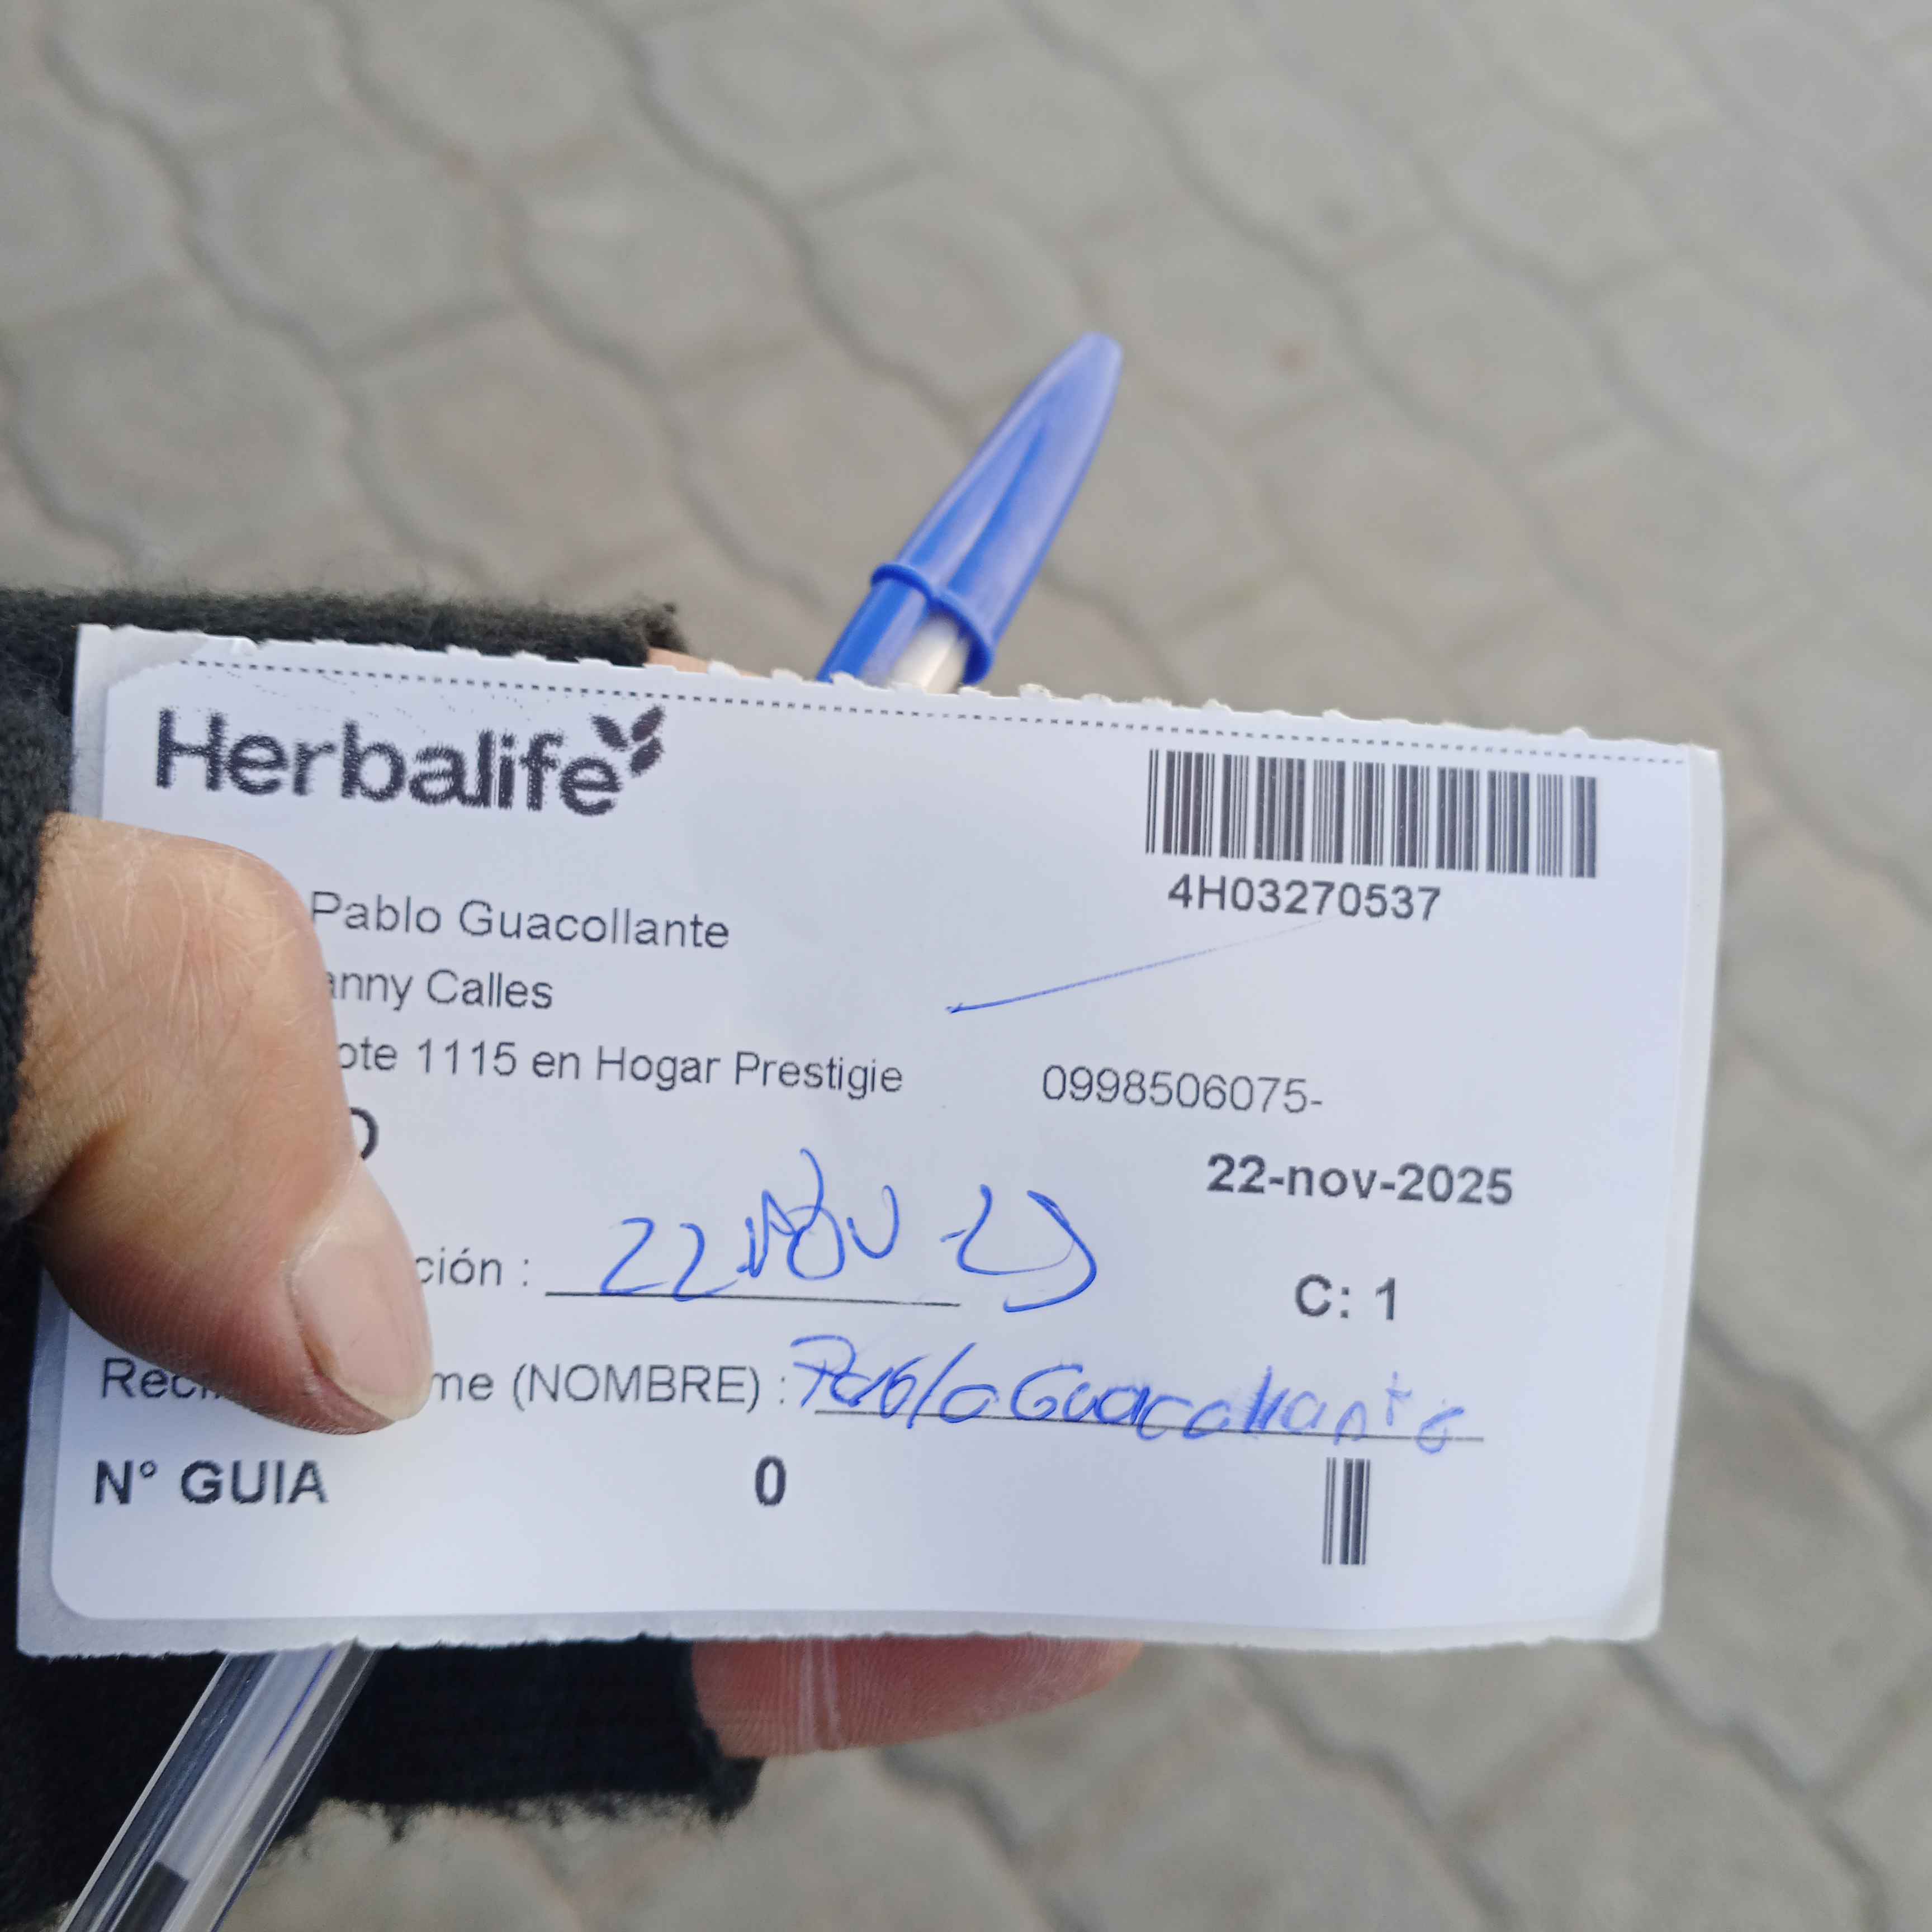 Herbalife
4H03270537
Pablo Guacollante
anny Calles
ote 1115 en Hogar Prestigie 0998506075-
22-nov-2025
ción : 22 NOV 25
C: 1
me (NOMBRE) : Pablo Guacollante
N° GUIA 0